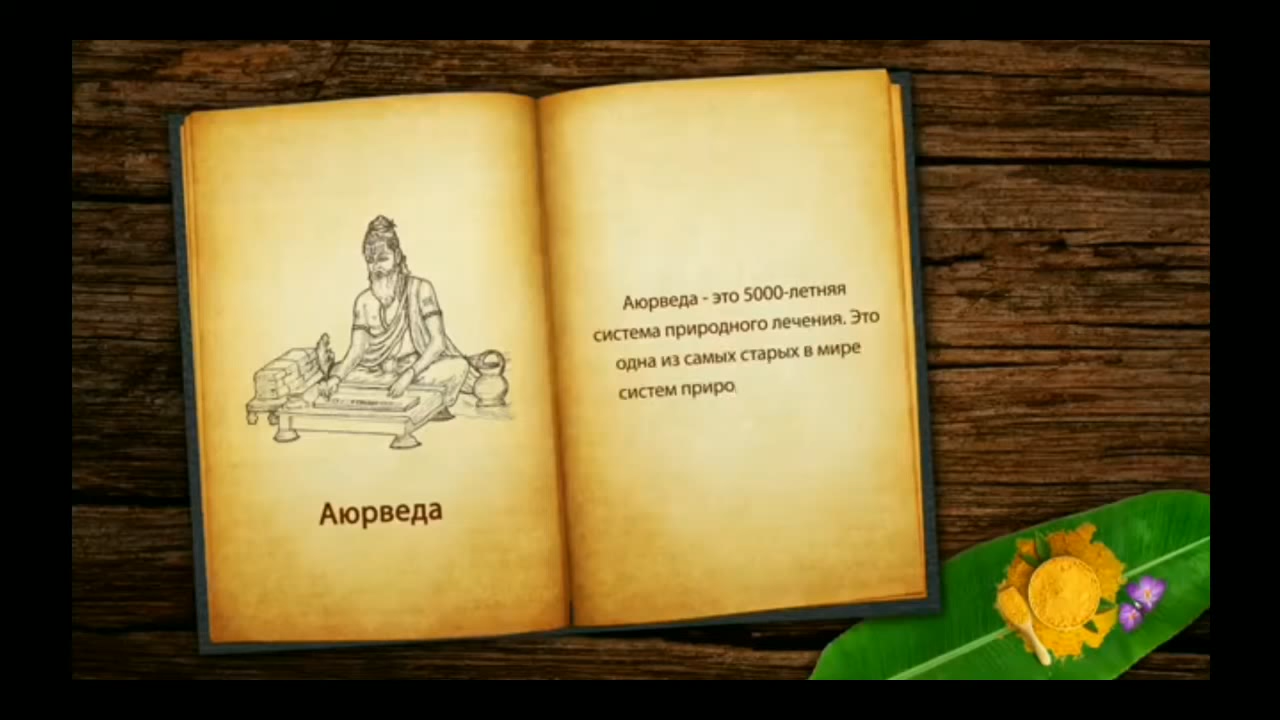 Аюрведа
Аюрведа - это 5000-летняя
система природного лечения. Это
одна из самых старых в мире
систем приро